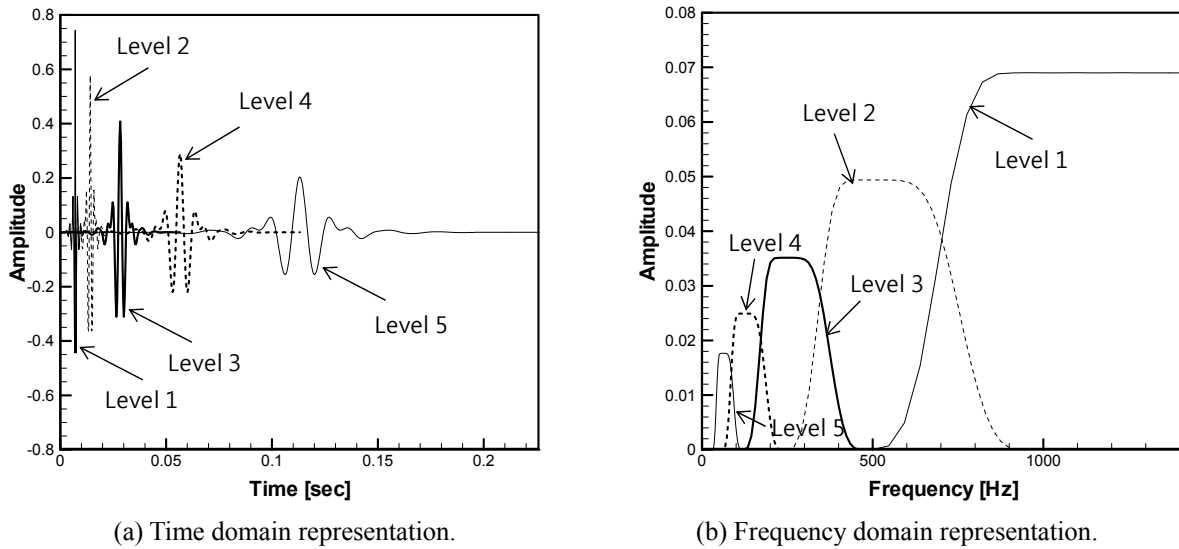 0.8
0.6
0.4
0.2
0
-0.2
-0.4
-0.6
-0.8
Amplitude
Level 2
Level 4
Level 5
Level 3
Level 1
0
0.05
0.1
0.15
0.2
Time [sec]
(a) Time domain representation.
0.08
0.07
0.06
0.05
0.04
0.03
0.02
0.01
0
Amplitude
Level 2
Level 1
Level 4
Level 3
Level 5
0
500
1000
Frequency [Hz]
(b) Frequency domain representation.